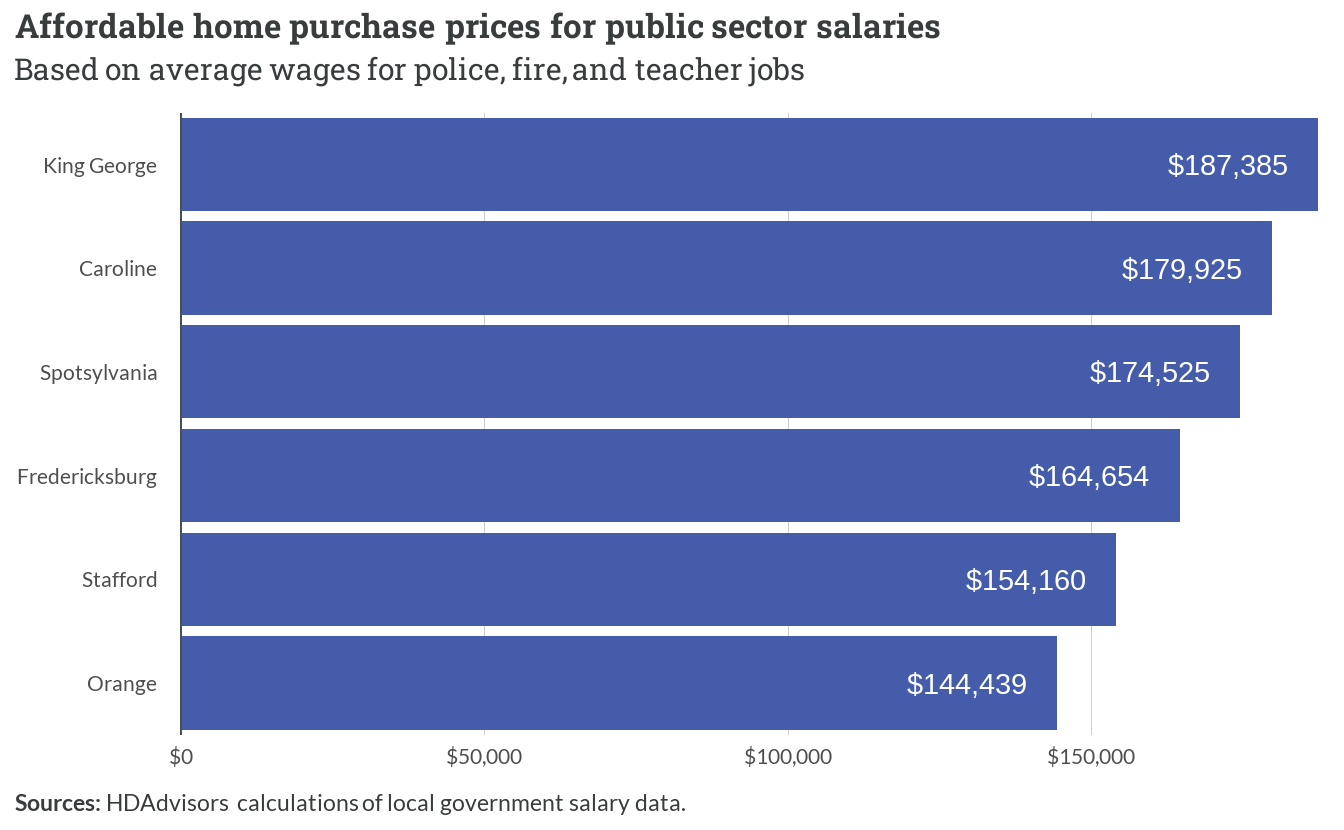 Affordable home purchase prices for public sector salaries
Based on average wages for police, fire, and teacher jobs
King George $187,385
Caroline $179,925
Spotsylvania $174,525
Fredericksburg $164,654
Stafford $154,160
Orange $144,439
$0 $50,000 $100,000 $150,000
Sources: HDAdvisors calculations of local government salary data.